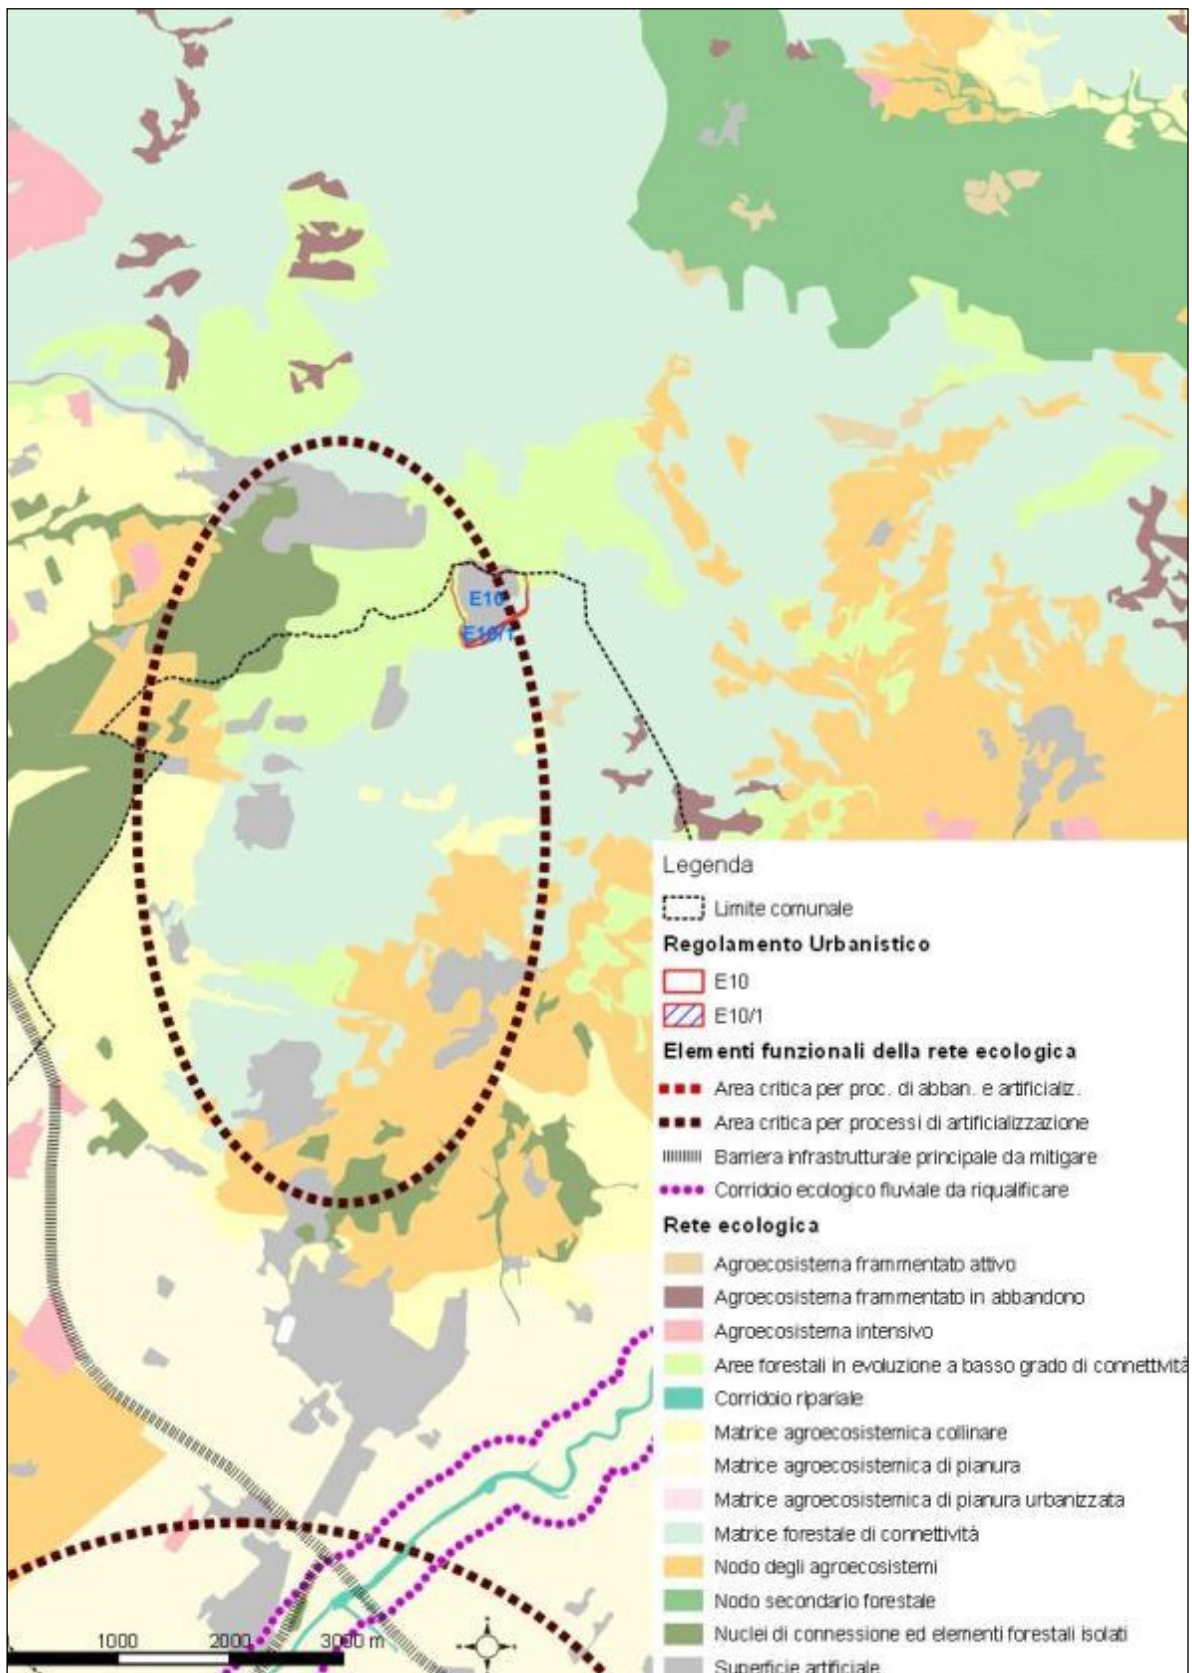 E10
E10/1
Legenda
Limite comunale
Regolamento Urbanistico
E10
E10/1
Elementi funzionali della rete ecologica
Area critica per proc. di abban. e artificializ.
Area critica per processi di artificializzazione
Barriera infrastrutturale principale da mitigare
Corridoio ecologico fluviale da riqualificare
Rete ecologica
Agroecosistema frammentato attivo
Agroecosistema frammentato in abbandono
Agroecosistema intensivo
Aree forestali in evoluzione a basso grado di connettività
Corridoio ripariale
Matrice agroecosistemica collinare
Matrice agroecosistemica di pianura
Matrice agroecosistemica di pianura urbanizzata
Matrice forestale di connettività
Nodo degli agroecosistemi
Nodo secondario forestale
Nuclei di connessione ed elementi forestali isolati
Superficie artificiale
1000 2000 3000 m